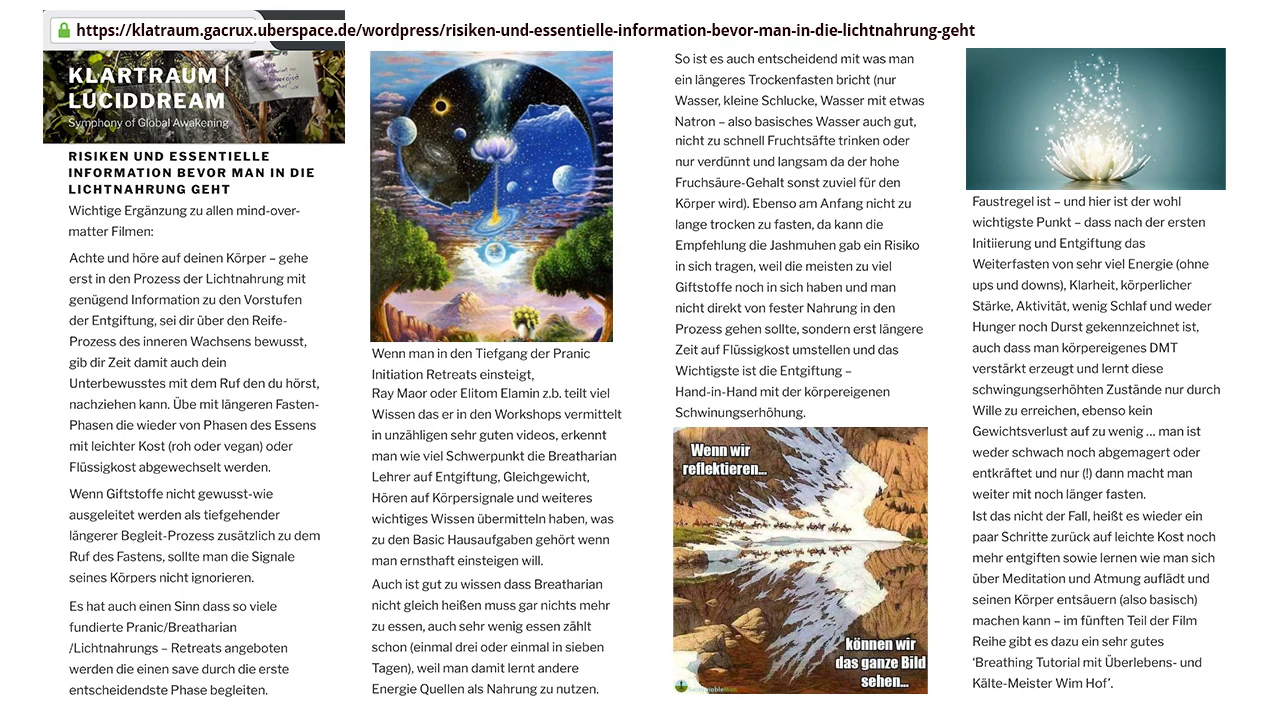 https://klatraum.gacrux.uberspace.de/wordpress/risiken-und-essentielle-information-bevor-man-in-die-lichtnahrung-geht
KLARTRAUM |
LUCIDDREAM
Symphony of Global Awakening
RISIKEN UND ESSENTIELLE
INFORMATION BEVOR MAN IN DIE
LICHTNAHRUNG GEHT
Wichtige Ergänzung zu allen mind-over-
matter Filmen:
Achte und höre auf deinen Körper – gehe
erst in den Prozess der Lichtnahrung mit
genügend Information zu den Vorstufen
der Entgiftung, sei dir über den Reife-
Prozess des inneren Wachsens bewusst,
gib dir Zeit damit auch dein
Unterbewusstes mit dem Ruf den du hörst,
nachziehen kann. Übe mit längeren Fasten-
Phasen die wieder von Phasen des Essens
mit leichter Kost (roh oder vegan) oder
Flüssigkost abgewechselt werden.
Wenn Giftstoffe nicht gewusst-wie
ausgeleitet werden als tiefgehender
längerer Begleit-Prozess zusätzlich zu dem
Ruf des Fastens, sollte man die Signale
seines Körpers nicht ignorieren.
Es hat auch einen Sinn dass so viele
fundierte Pranic/Breatharian
/Lichtnahrungs – Retreats angeboten
werden die einen save durch die erste
entscheidendste Phase begleiten.
Wenn man in den Tiefgang der Pranic
Initiation Retreats einsteigt,
Ray Maor oder Elitom Elamin z.b. teilt viel
Wissen das er in den Workshops vermittelt
in unzähligen sehr guten videos, erkennt
man wie viel Schwerpunkt die Breatharian
Lehrer auf Entgiftung, Gleichgewicht,
Hören auf Körpersignale und weiteres
wichtiges Wissen übermitteln haben, was
zu den Basic Hausaufgaben gehört wenn
man ernsthaft einsteigen will.
Auch ist gut zu wissen dass Breatharian
nicht gleich heißen muss gar nichts mehr
zu essen, auch sehr wenig essen zählt
schon (einmal drei oder einmal in sieben
Tagen), weil man damit lernt andere
Energie Quellen als Nahrung zu nutzen.
So ist es auch entscheidend mit was man
ein längeres Trockenfasten bricht (nur
Wasser, kleine Schlucke, Wasser mit etwas
Natron – also basisches Wasser auch gut,
nicht zu schnell Fruchtsäfte trinken oder
nur verdünnt und langsam da der hohe
Fruchsäure-Gehalt sonst zuviel für den
Körper wird). Ebenso am Anfang nicht zu
lange trocken zu fasten, da kann die
Empfehlung die Jashmuhen gab ein Risiko
in sich tragen, weil die meisten zu viel
Giftstoffe noch in sich haben und man
nicht direkt von fester Nahrung in den
Prozess gehen sollte, sondern erst längere
Zeit auf Flüssigkost umstellen und das
Wichtigste ist die Entgiftung –
Hand-in-Hand mit der körpereigenen
Schwinungserhöhung.
Wenn wir
reflektieren...
können wir
das ganze Bild
sehen...
Faustregel ist – und hier ist der wohl
wichtigste Punkt – dass nach der ersten
Initiierung und Entgiftung das
Weiterfasten von sehr viel Energie (ohne
ups und downs), Klarheit, körperlicher
Stärke, Aktivität, wenig Schlaf und weder
Hunger noch Durst gekennzeichnet ist,
auch dass man körpereigenes DMT
verstärkt erzeugt und lernt diese
schwingungserhöhten Zustände nur durch
Wille zu erreichen, ebenso kein
Gewichtsverlust auf zu wenig ... man ist
weder schwach noch abgemagert oder
entkräftet und nur (!) dann macht man
weiter mit noch länger fasten.
Ist das nicht der Fall, heißt es wieder ein
paar Schritte zurück auf leichte Kost noch
mehr entgiften sowie lernen wie man sich
über Meditation und Atmung auflädt und
seinen Körper entsäuern (also basisch)
machen kann – im fünften Teil der Film
Reihe gibt es dazu ein sehr gutes
‘Breathing Tutorial mit Überlebens- und
Kälte-Meister Wim Hof’.